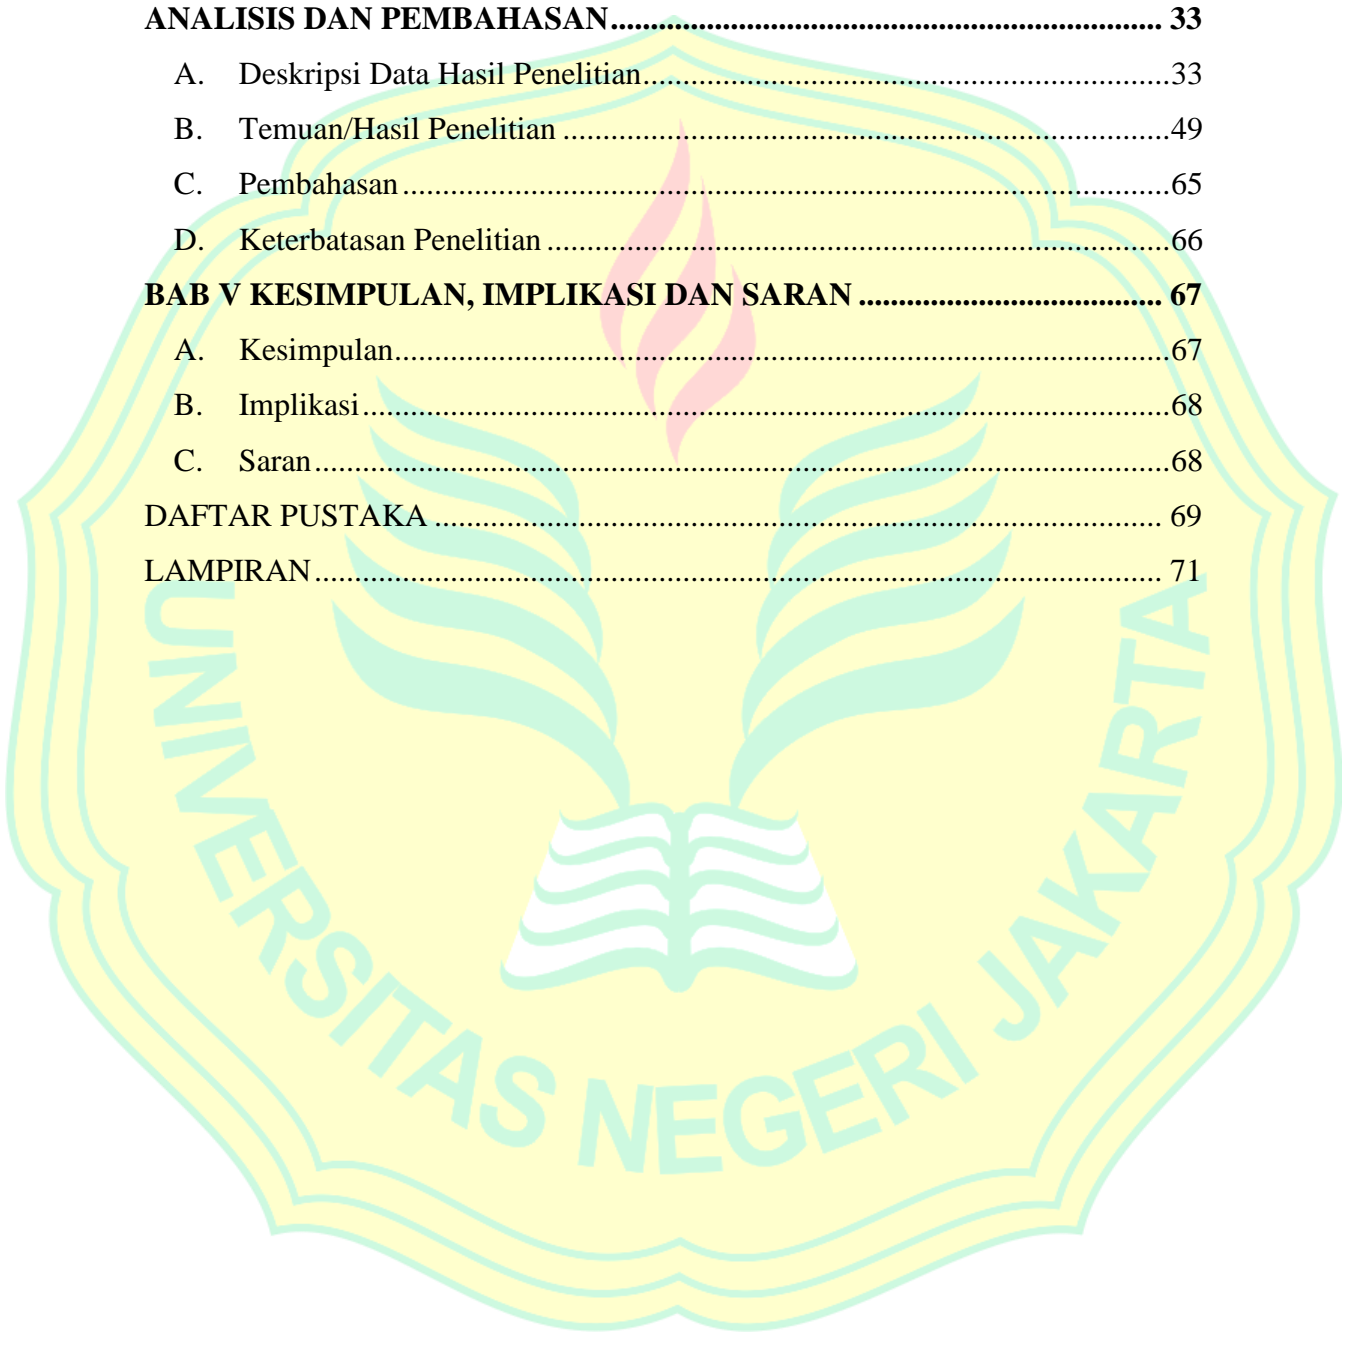 ANALISIS DAN PEMBAHASAN.................................................................... 33
A. Deskripsi Data Hasil Penelitian.................................................................33
B. Temuan/Hasil Penelitian ...........................................................................49
C. Pembahasan...............................................................................................65
D. Keterbatasan Penelitian .............................................................................66
BAB V KESIMPULAN, IMPLIKASI DAN SARAN ..................................... 67
A. Kesimpulan................................................................................................67
B. Implikasi....................................................................................................68
C. Saran..........................................................................................................68
DAFTAR PUSTAKA .......................................................................................... 69
LAMPIRAN......................................................................................................... 71
UNIVERSITAS NEGERI JAKARTA